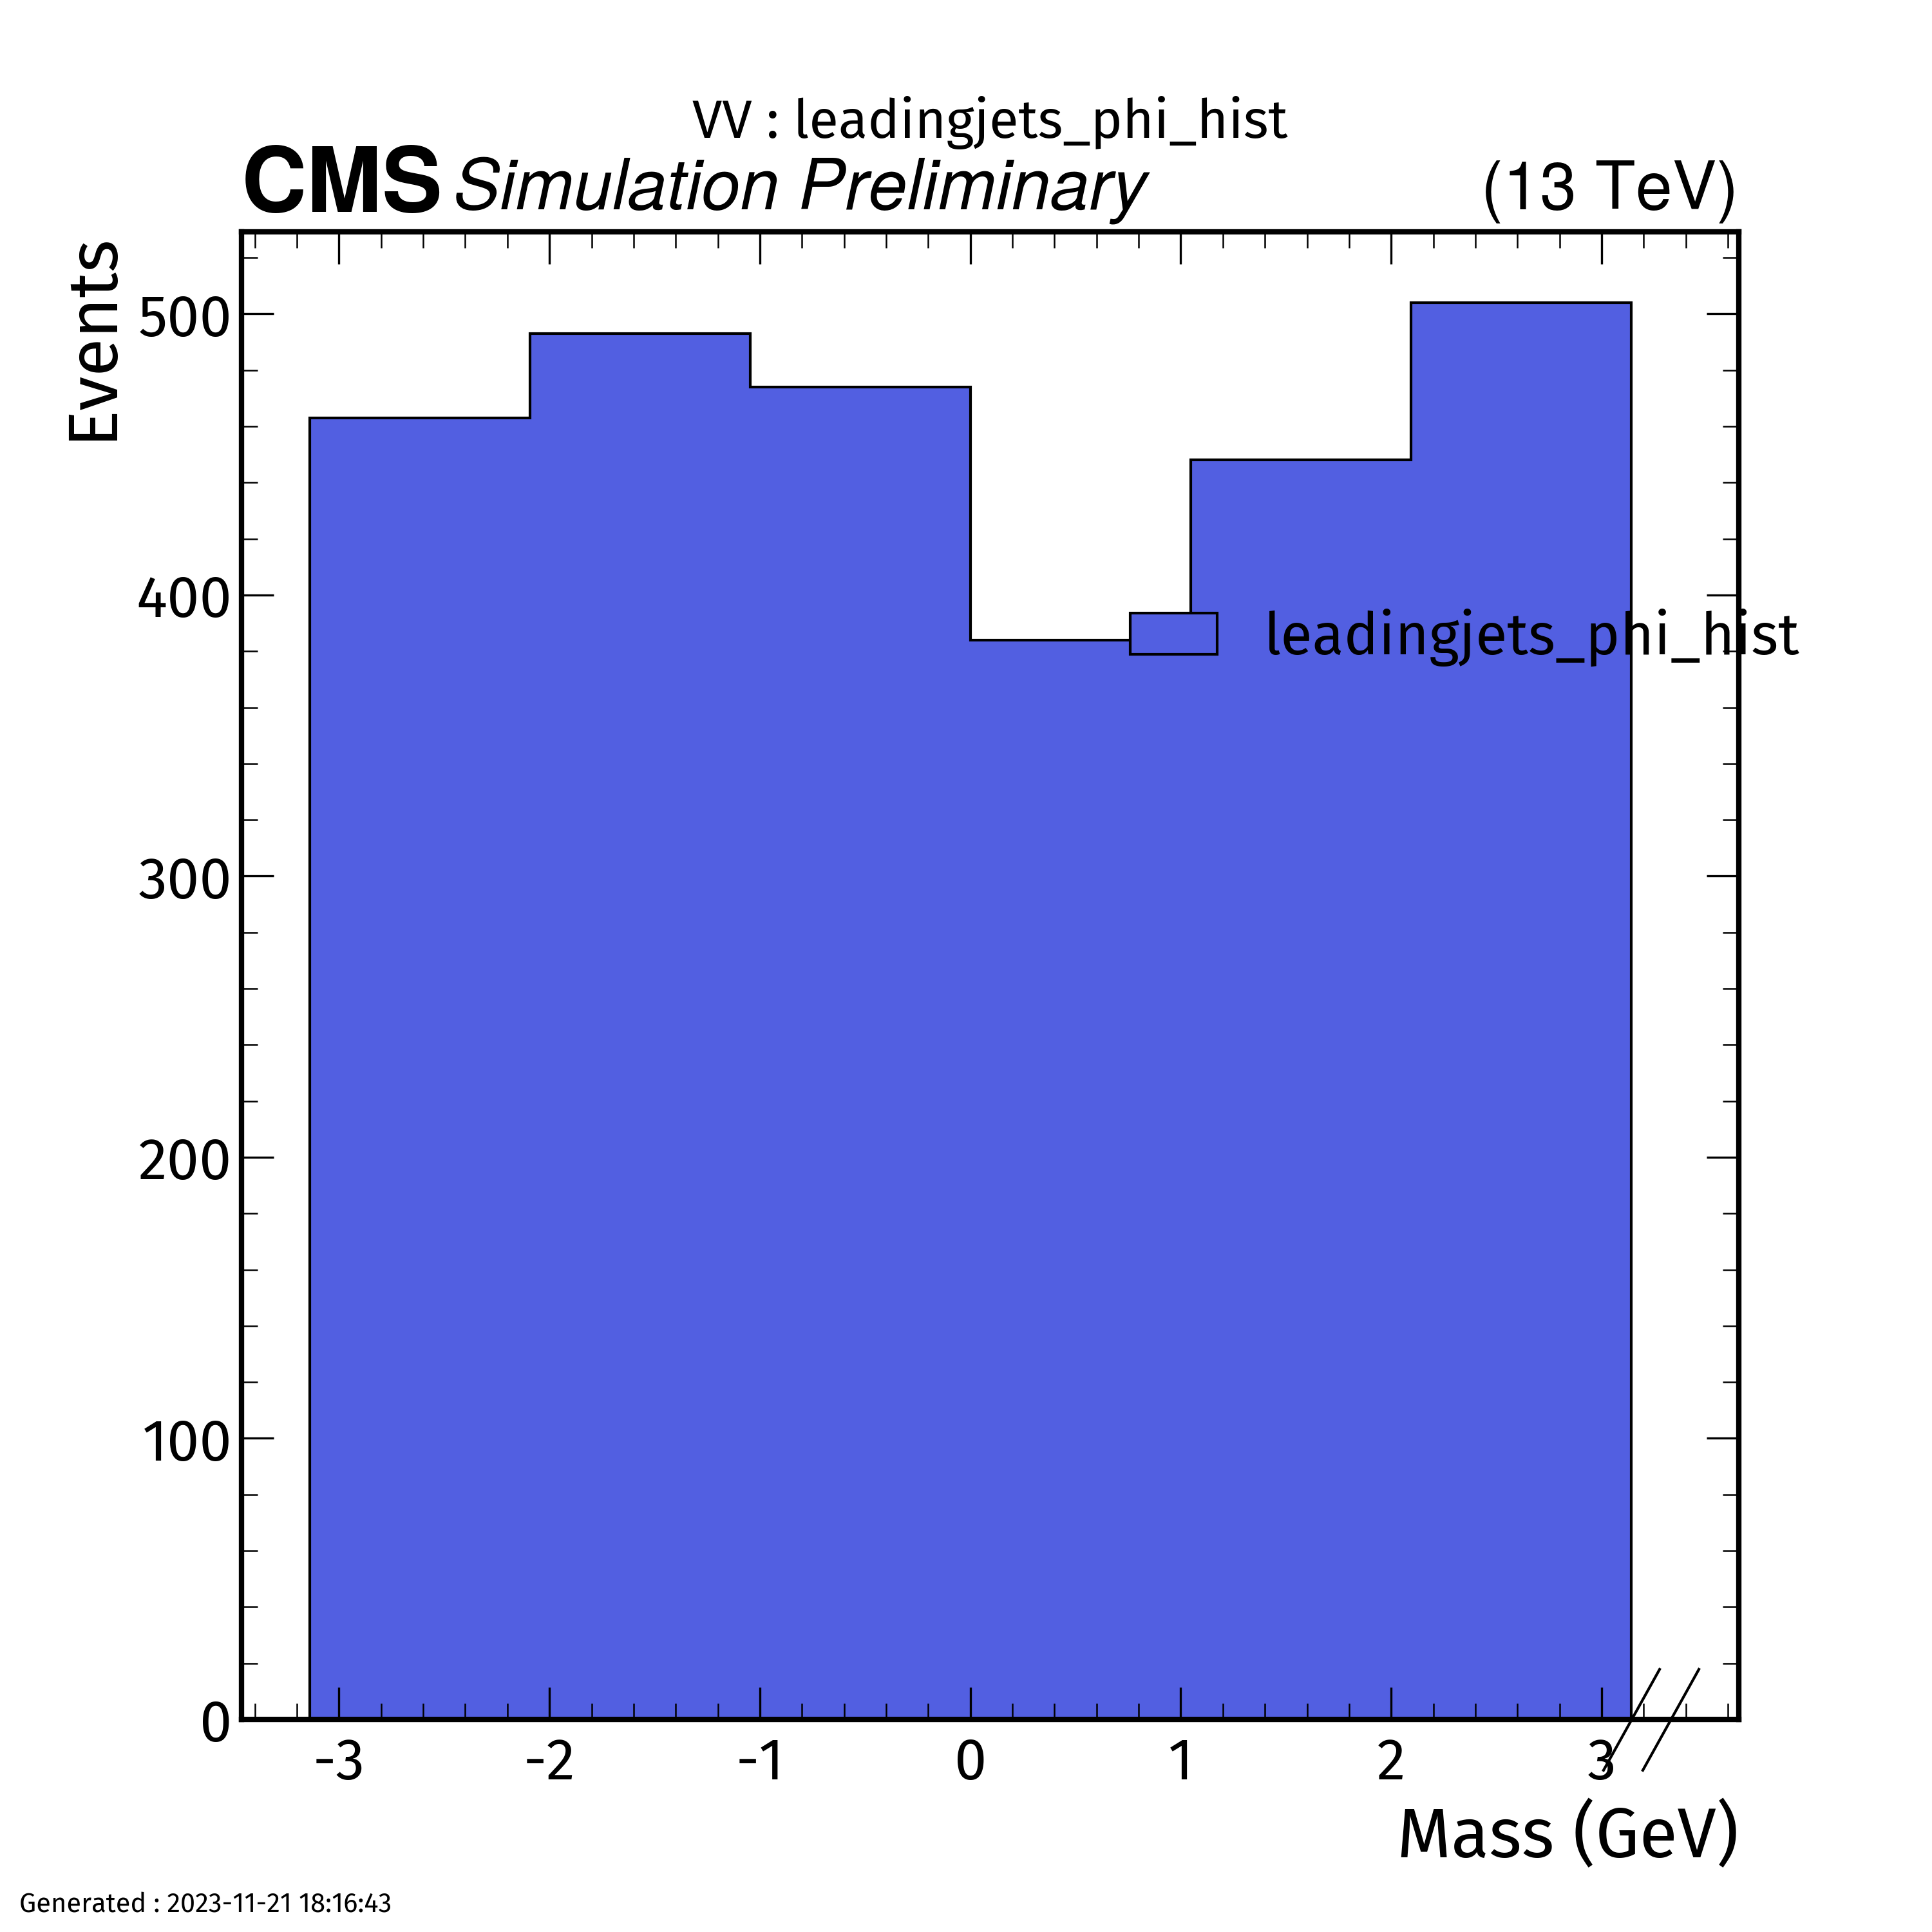 VV : leadingjets_phi_hist
CMS Simulation Preliminary (13 TeV)
Events
500
400
leadingjets_phi_hist
300
200
100
0
-3 -2 -1 0 1 2 3
Mass (GeV)
Generated : 2023-11-21 18:16:43